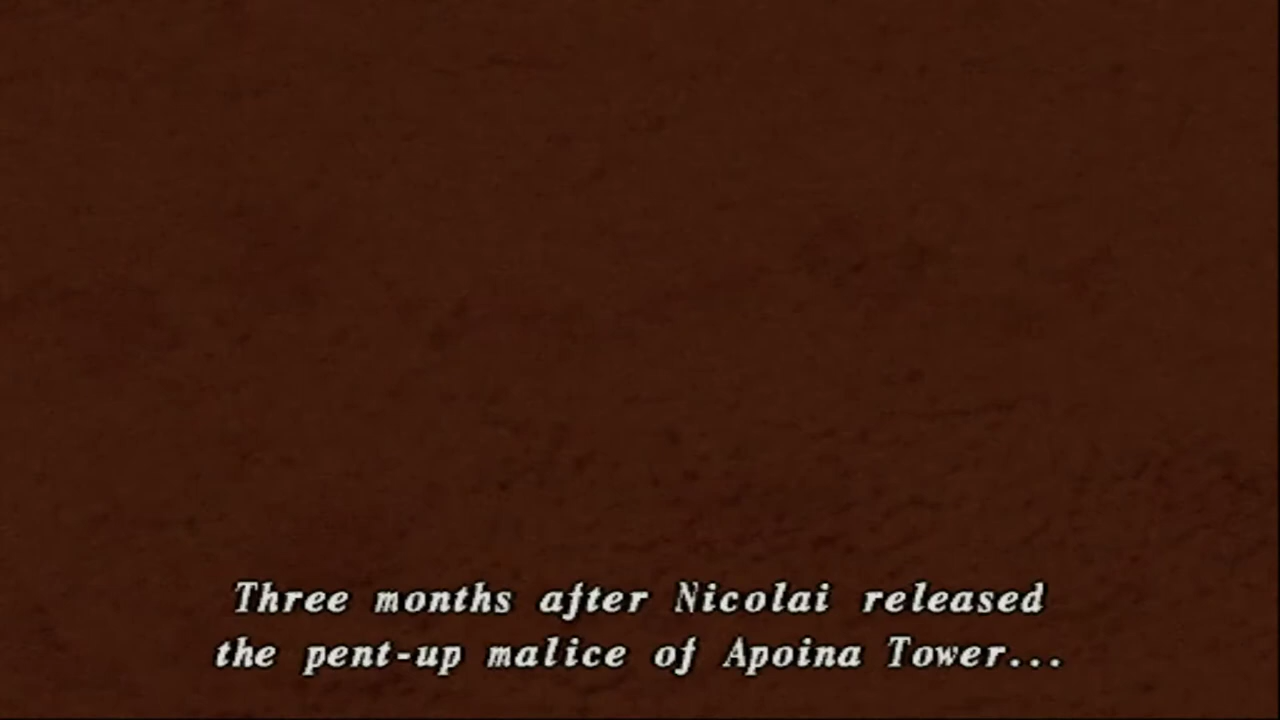 Three months after Nicolai released
the pent-up malice of Apoina Tower...